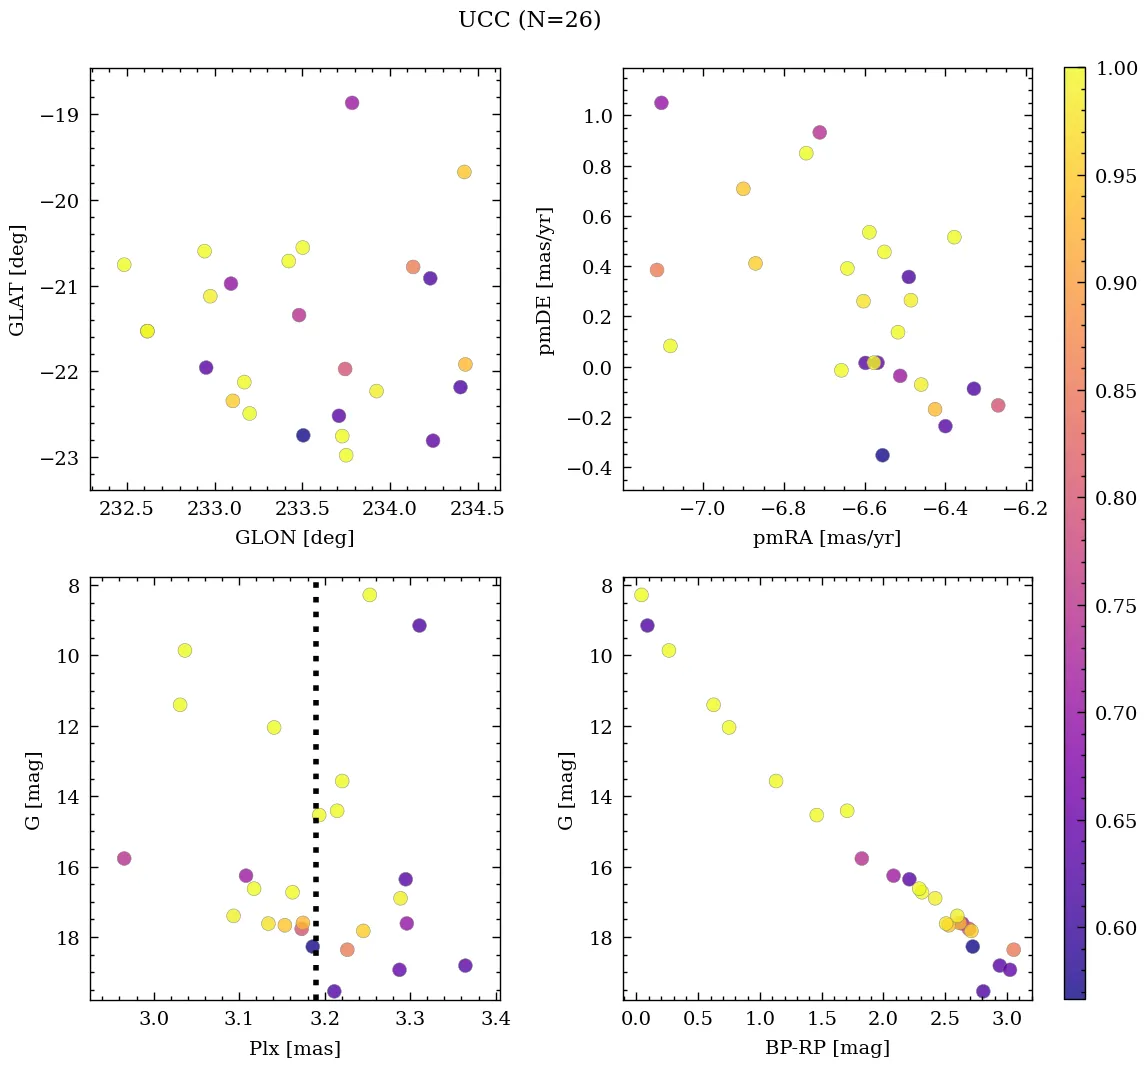 UCC (N=26)
−19
−20
−21
−22
−23
GLAT [deg]
232.5 233.0 233.5 234.0 234.5
GLON [deg]
1.0
0.8
0.6
0.4
0.2
0.0
−0.2
−0.4
pmDE [mas/yr]
−7.0 −6.8 −6.6 −6.4 −6.2
pmRA [mas/yr]
8
10
12
14
16
18
G [mag]
3.0 3.1 3.2 3.3 3.4
Plx [mas]
8
10
12
14
16
18
G [mag]
0.0 0.5 1.0 1.5 2.0 2.5 3.0
BP-RP [mag]
1.00
0.95
0.90
0.85
0.80
0.75
0.70
0.65
0.60